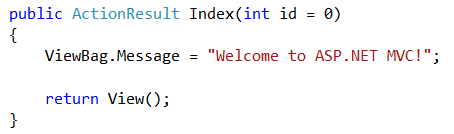 public ActionResult Index(int id = 0)
{
    ViewBag.Message = "Welcome to ASP.NET MVC!";
    return View();
}